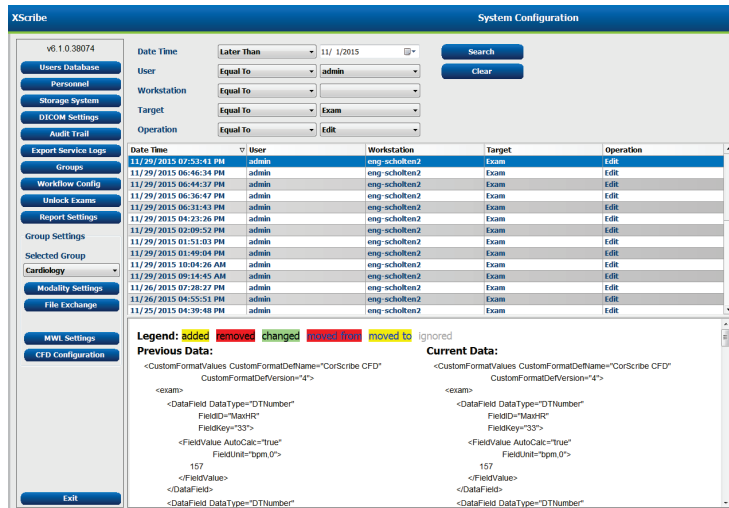 XScribe System Configuration
v6.1.0.38074
Users Database
Personnel
Storage System
DICOM Settings
Audit Trail
Export Service Logs
Groups
Workflow Config
Unlock Exams
Report Settings
Group Settings
Selected Group
Cardiology
Modality Settings
File Exchange
MWL Settings
CFD Configuration
Exit
Date Time Later Than 11/ 1/2015 Search
User Equal To admin Clear
Workstation Equal To
Target Equal To Exam
Operation Equal To Edit
Date Time User Workstation Target Operation
11/29/2015 07:53:41 PM admin eng-scholten2 Exam Edit
11/29/2015 06:46:34 PM admin eng-scholten2 Exam Edit
11/29/2015 06:44:37 PM admin eng-scholten2 Exam Edit
11/29/2015 06:36:47 PM admin eng-scholten2 Exam Edit
11/29/2015 06:31:43 PM admin eng-scholten2 Exam Edit
11/29/2015 04:23:26 PM admin eng-scholten2 Exam Edit
11/29/2015 02:09:52 PM admin eng-scholten2 Exam Edit
11/29/2015 01:51:03 PM admin eng-scholten2 Exam Edit
11/29/2015 01:49:04 PM admin eng-scholten2 Exam Edit
11/29/2015 10:04:26 AM admin eng-scholten2 Exam Edit
11/29/2015 09:14:45 AM admin eng-scholten2 Exam Edit
11/26/2015 07:28:27 PM admin eng-scholten2 Exam Edit
11/26/2015 04:55:51 PM admin eng-scholten2 Exam Edit
11/25/2015 04:39:48 PM admin eng-scholten2 Exam Edit
Legend: added removed changed moved from moved to ignored
Previous Data:
<CustomFormatValues CustomFormatDefName="CorScribe CFD"
CustomFormatDefVersion="4">
<exam>
<DataField DataType="DTNumber"
FieldID="MaxHR"
FieldKey="33">
<FieldValue AutoCalc="true"
FieldUnit="bpm,0">
157
</FieldValue>
</DataField>
<DataField DataType="DTNumber"
Current Data:
<CustomFormatValues CustomFormatDefName="CorScribe CFD"
CustomFormatDefVersion="4">
<exam>
<DataField DataType="DTNumber"
FieldID="MaxHR"
FieldKey="33">
<FieldValue AutoCalc="true"
FieldUnit="bpm,0">
157
</FieldValue>
</DataField>
<DataField DataType="DTNumber"